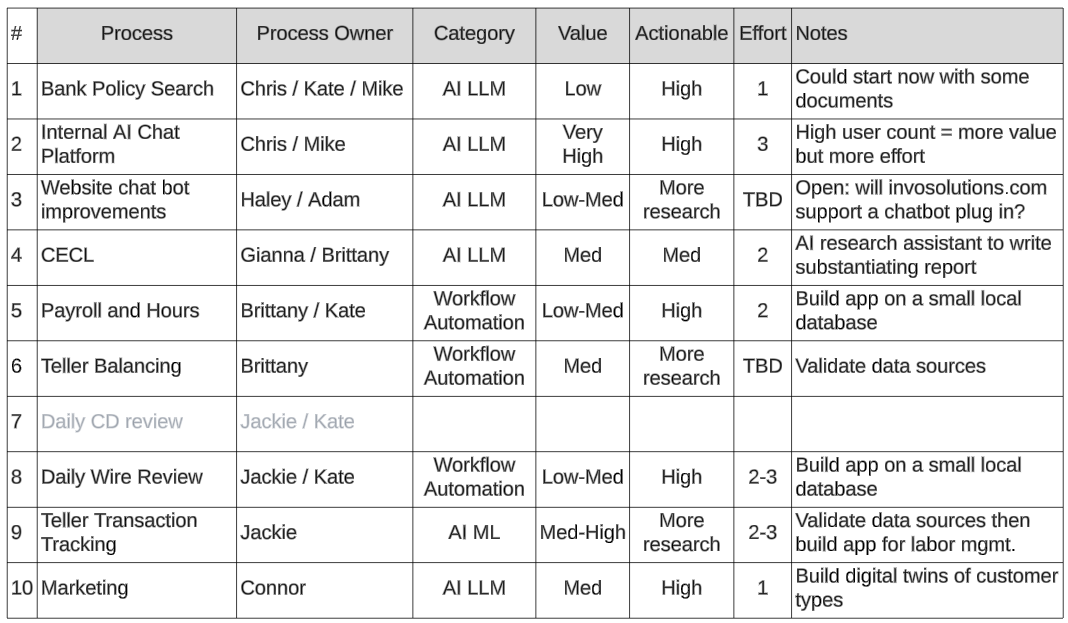 # Process Process Owner Category Value Actionable Effort Notes
1 Bank Policy Search Chris / Kate / Mike AI LLM Low High 1 Could start now with some
documents
2 Internal AI Chat
Platform Chris / Mike AI LLM Very
High High 3 High user count = more value
but more effort
3 Website chat bot
improvements Haley / Adam AI LLM Low-Med More
research TBD Open: will invosolutions.com
support a chatbot plug in?
4 CECL Gianna / Brittany AI LLM Med Med 2 AI research assistant to write
substantiating report
5 Payroll and Hours Brittany / Kate Workflow
Automation Low-Med High 2 Build app on a small local
database
6 Teller Balancing Brittany Workflow
Automation Med More
research TBD Validate data sources
7 Daily CD review Jackie / Kate
8 Daily Wire Review Jackie / Kate Workflow
Automation Low-Med High 2-3 Build app on a small local
database
9 Teller Transaction
Tracking Jackie AI ML Med-High More
research 2-3 Validate data sources then
build app for labor mgmt.
10 Marketing Connor AI LLM Med High 1 Build digital twins of customer
types